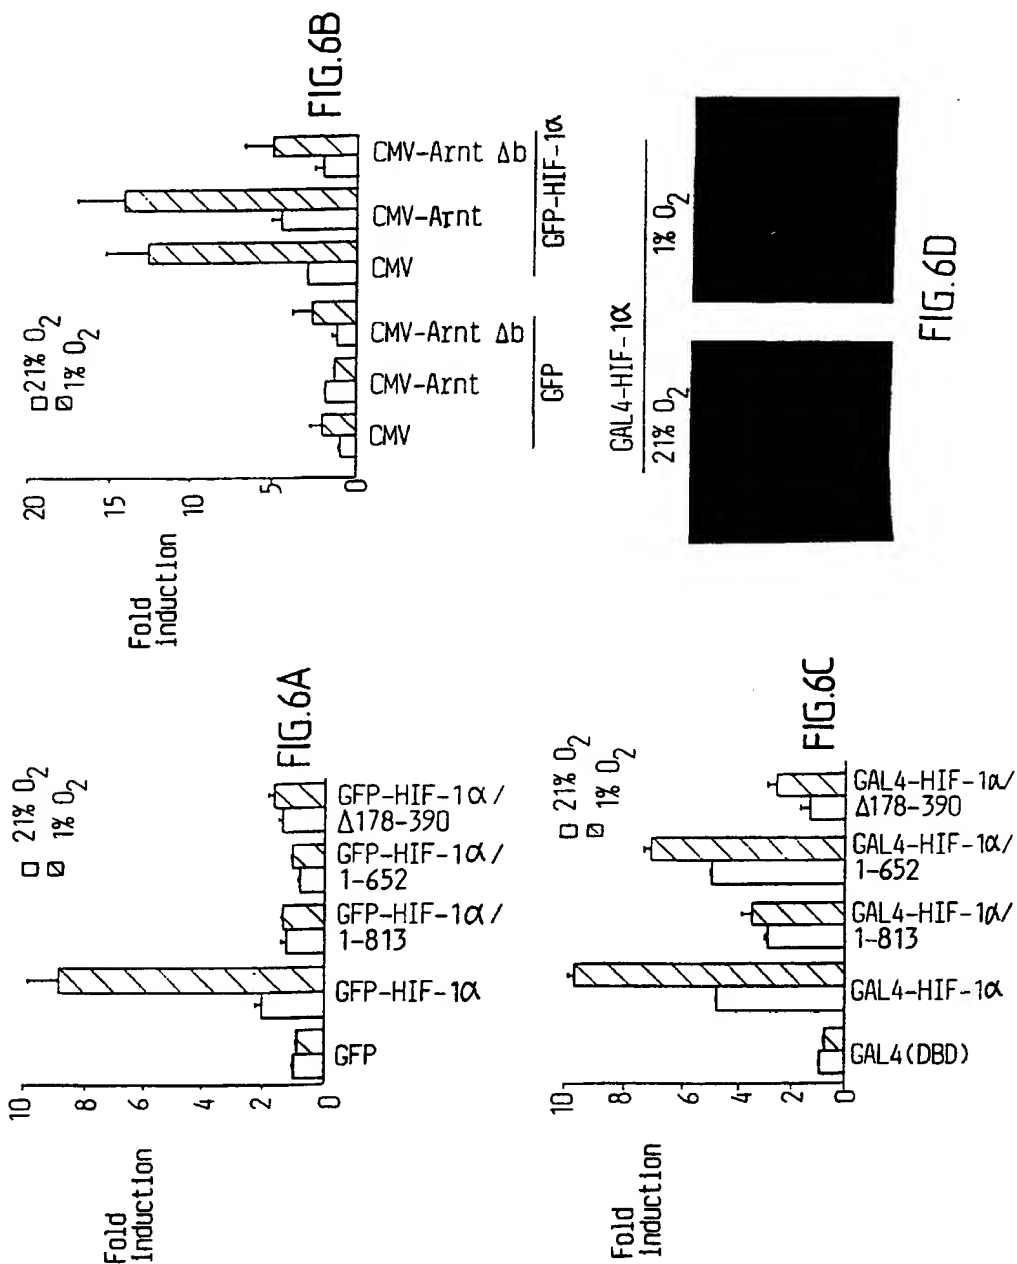 Fold
induction
10
8
6
4
2
0
□ 21% O2
▨ 1% O2
GFP
GFP-HIF-1α
GFP-HIF-1α/
1-813
GFP-HIF-1α/
1-652
GFP-HIF-1α/
Δ178-390
FIG.6A
Fold
induction
20
15
10
5
0
□ 21% O2
▨ 1% O2
CMV
CMV-Arnt
CMV-Arnt Δb
CMV
CMV-Arnt
CMV-Arnt Δb
GFP
GFP-HIF-1α
FIG.6B
Fold
induction
10
8
6
4
2
0
□ 21% O2
▨ 1% O2
GAL4(DBD)
GAL4-HIF-1α
GAL4-HIF-1α/
1-813
GAL4-HIF-1α/
1-652
GAL4-HIF-1α/
Δ178-390
FIG.6C
GAL4-HIF-1α
21% O2
1% O2
FIG.6D